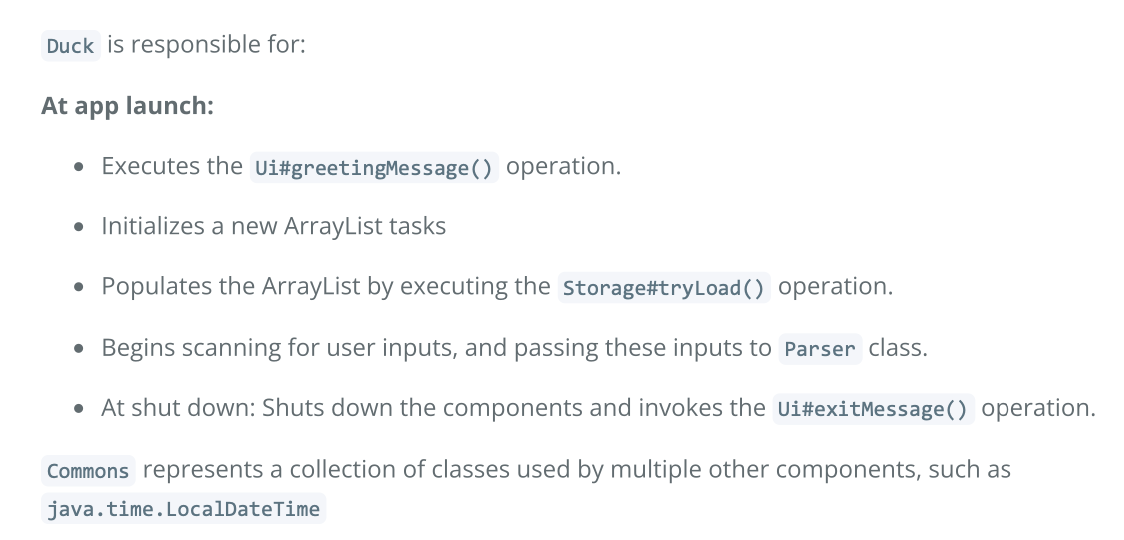 Duck is responsible for:
At app launch:
• Executes the Ui#greetingMessage() operation.
• Initializes a new ArrayList tasks
• Populates the ArrayList by executing the Storage#tryLoad() operation.
• Begins scanning for user inputs, and passing these inputs to Parser class.
• At shut down: Shuts down the components and invokes the Ui#exitMessage() operation.
Commons represents a collection of classes used by multiple other components, such as
java.time.LocalDateTime